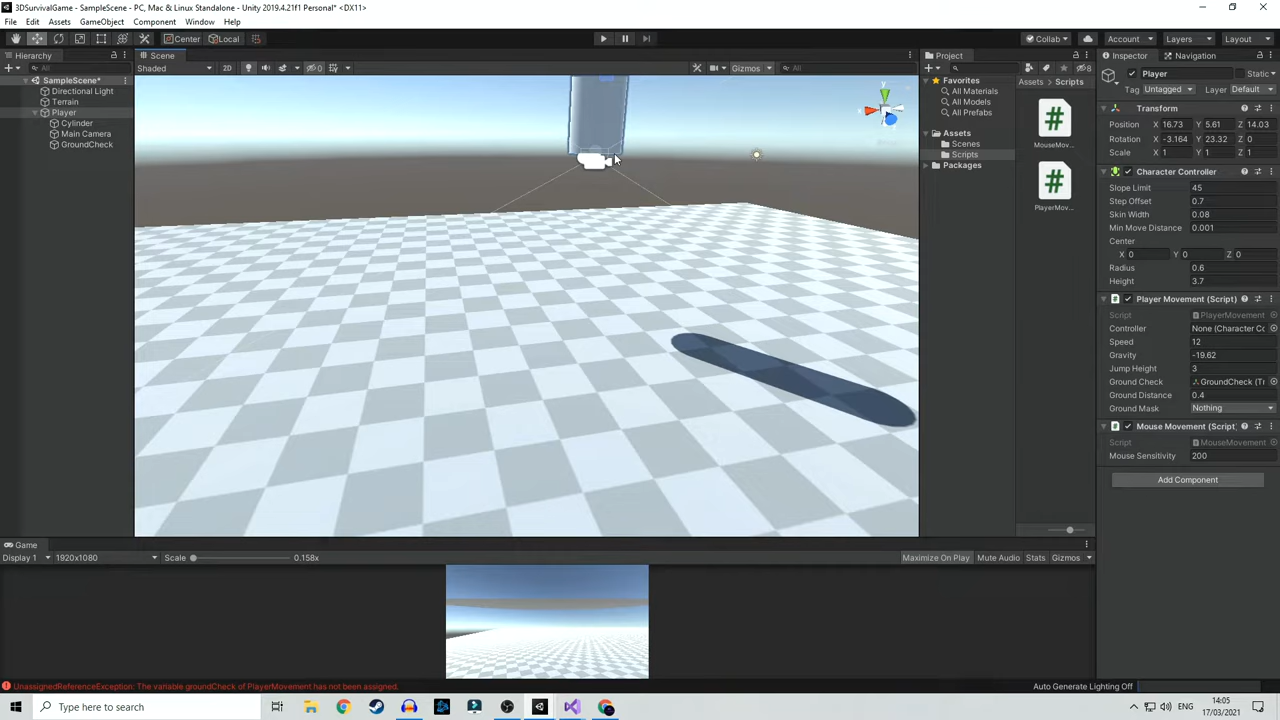 3DSurvivalGame - SampleScene - PC, Mac & Linux Standalone - Unity 2019.4.21f1 Personal* <DX11>
File Edit Assets GameObject Component Window Help
Center Local Collab Account Layers Layout
Hierarchy Scene Project Inspector Navigation
All
Shaded 2D 0 Gizmos All 8
SampleScene*
Directional Light
Terrain
Player
Cylinder
Main Camera
GroundCheck
y
Favorites
All Materials
All Models
All Prefabs
Assets
Scenes
Scripts
Packages
Assets Scripts
MouseMov...
PlayerMov...
Player Static
Tag Untagged Layer Default
Transform
Position X 16.73 Y 5.61 Z 14.03
Rotation X -3.164 Y 23.32 Z 0
Scale X 1 Y 1 Z 1
Character Controller
Slope Limit 45
Step Offset 0.7
Skin Width 0.08
Min Move Distance 0.001
Center
X 0 Y 0 Z 0
Radius 0.6
Height 3.7
Player Movement (Script)
Script PlayerMovement
Controller None (Character Co
Speed 12
Gravity -19.62
Jump Height 3
Ground Check GroundCheck (Tr
Ground Distance 0.4
Ground Mask Nothing
Mouse Movement (Script)
Script MouseMovement
Mouse Sensitivity 200
Add Component
Game
Display 1 1920x1080 Scale 0.158x Maximize On Play Mute Audio Stats Gizmos
UnassignedReferenceException: The variable groundCheck of PlayerMovement has not been assigned.
Auto Generate Lighting Off
Type here to search
ENG
14:05
17/03/2021